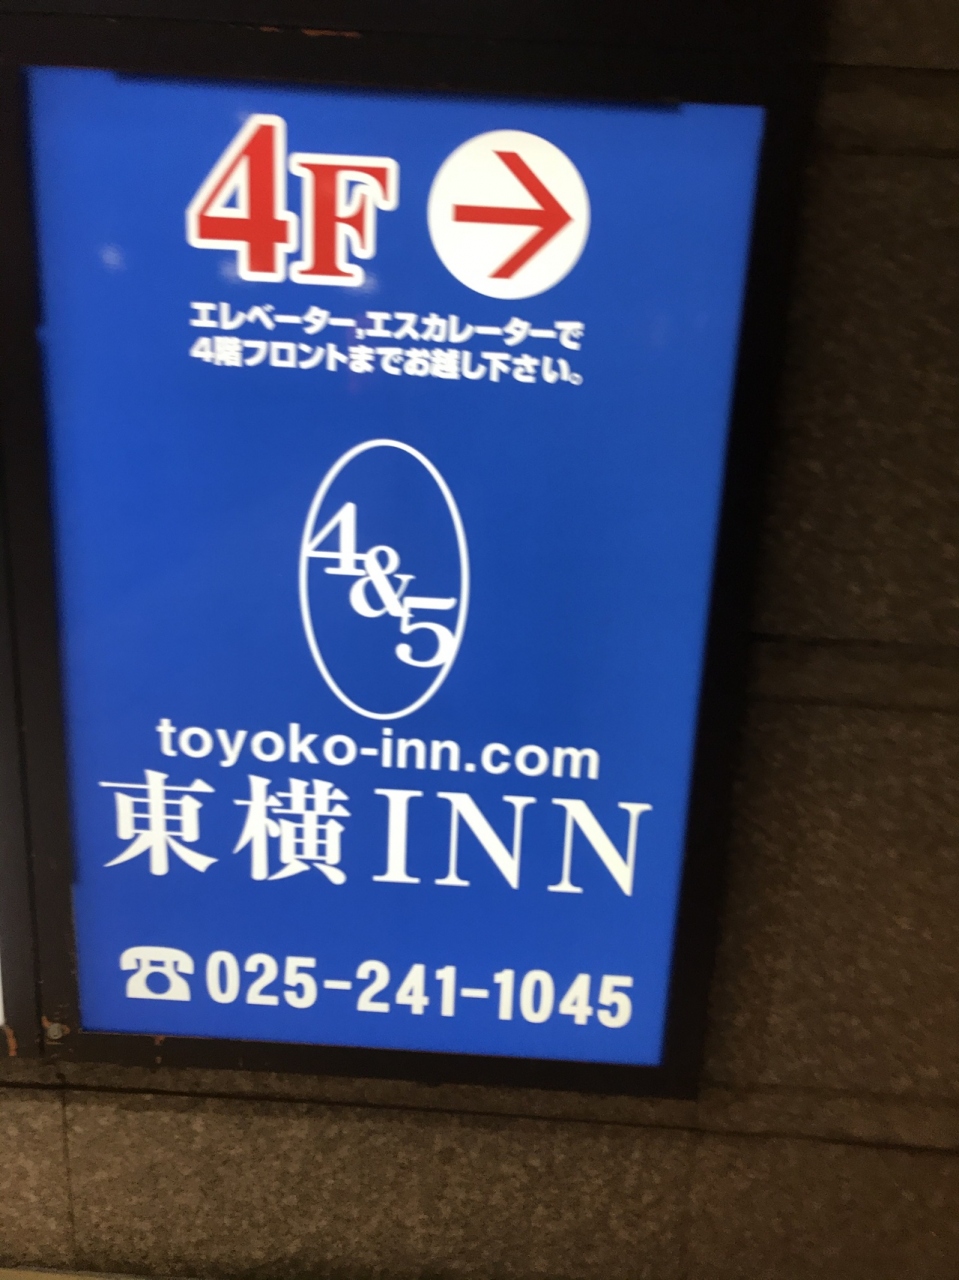 4F
エレベーター,エスカレーターで
4階フロントまでお越し下さい。
4&5
toyoko-inn.com
東横INN
☎025-241-1045